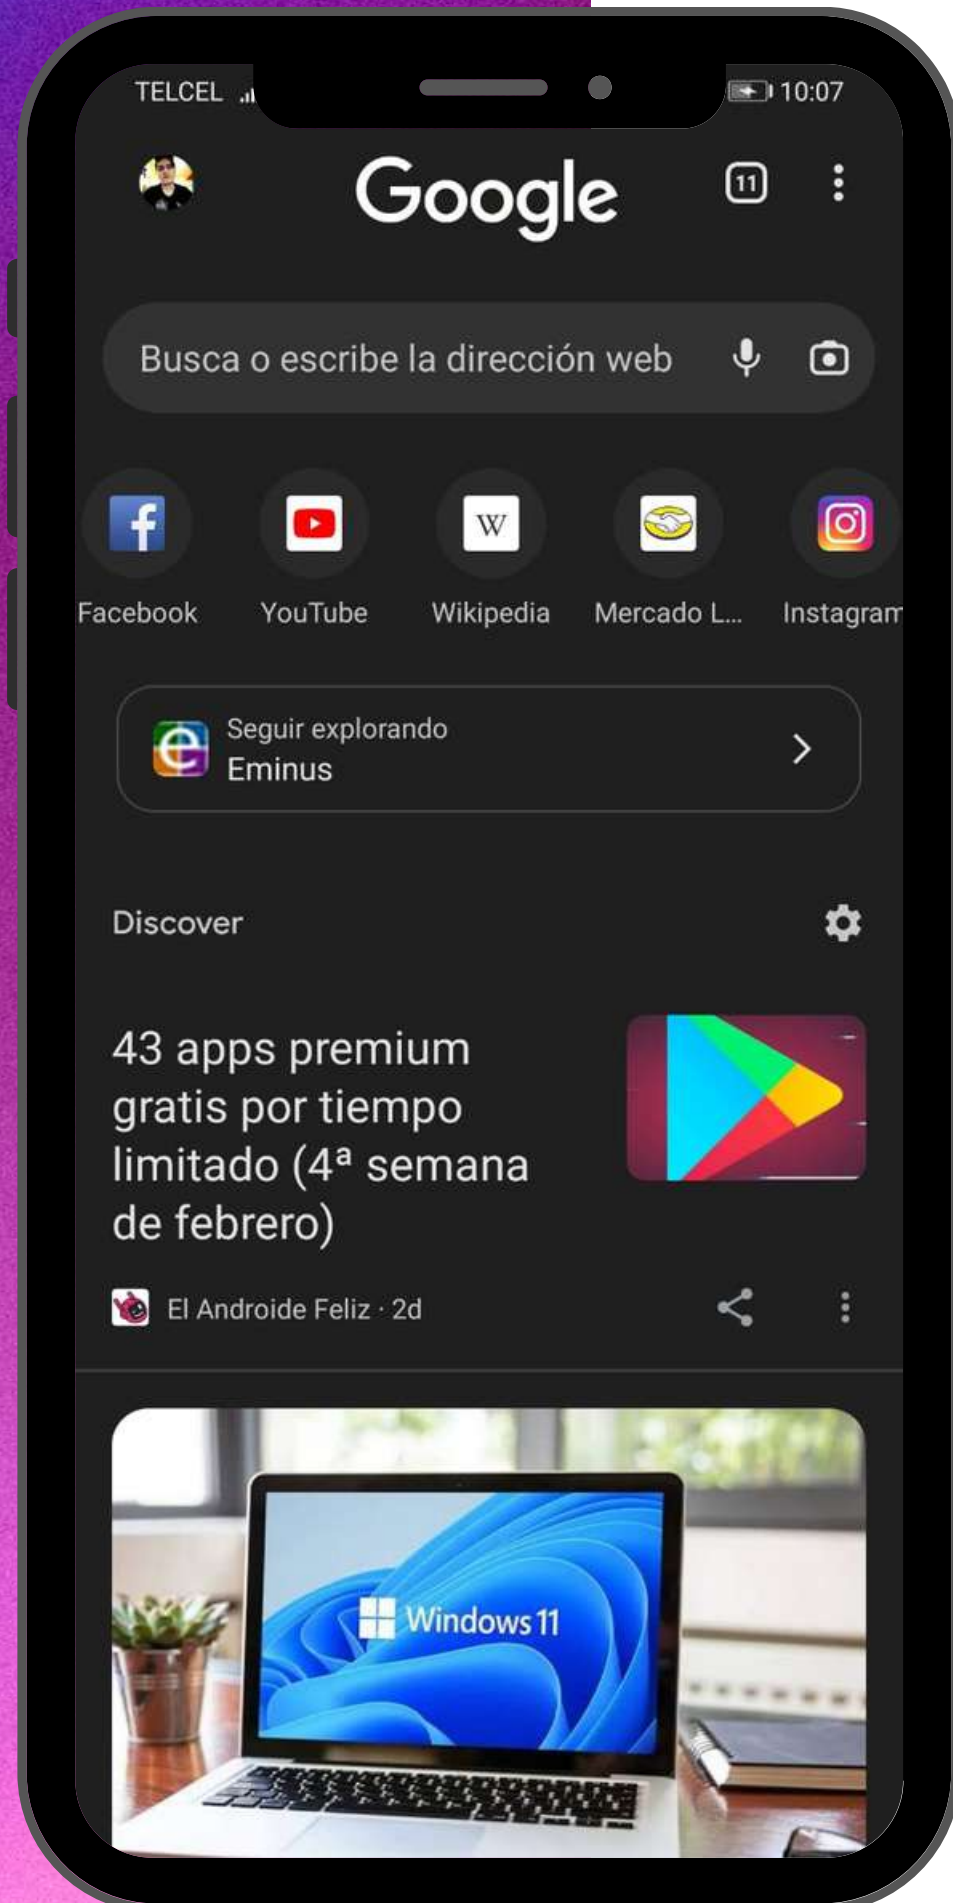 TELCEL
10:07
Google
11
Busca o escribe la dirección web
Facebook
YouTube
Wikipedia
Mercado L...
Instagram
Seguir explorando
Eminus
Discover
43 apps premium
gratis por tiempo
limitado (4ª semana
de febrero)
El Androide Feliz · 2d
Windows 11